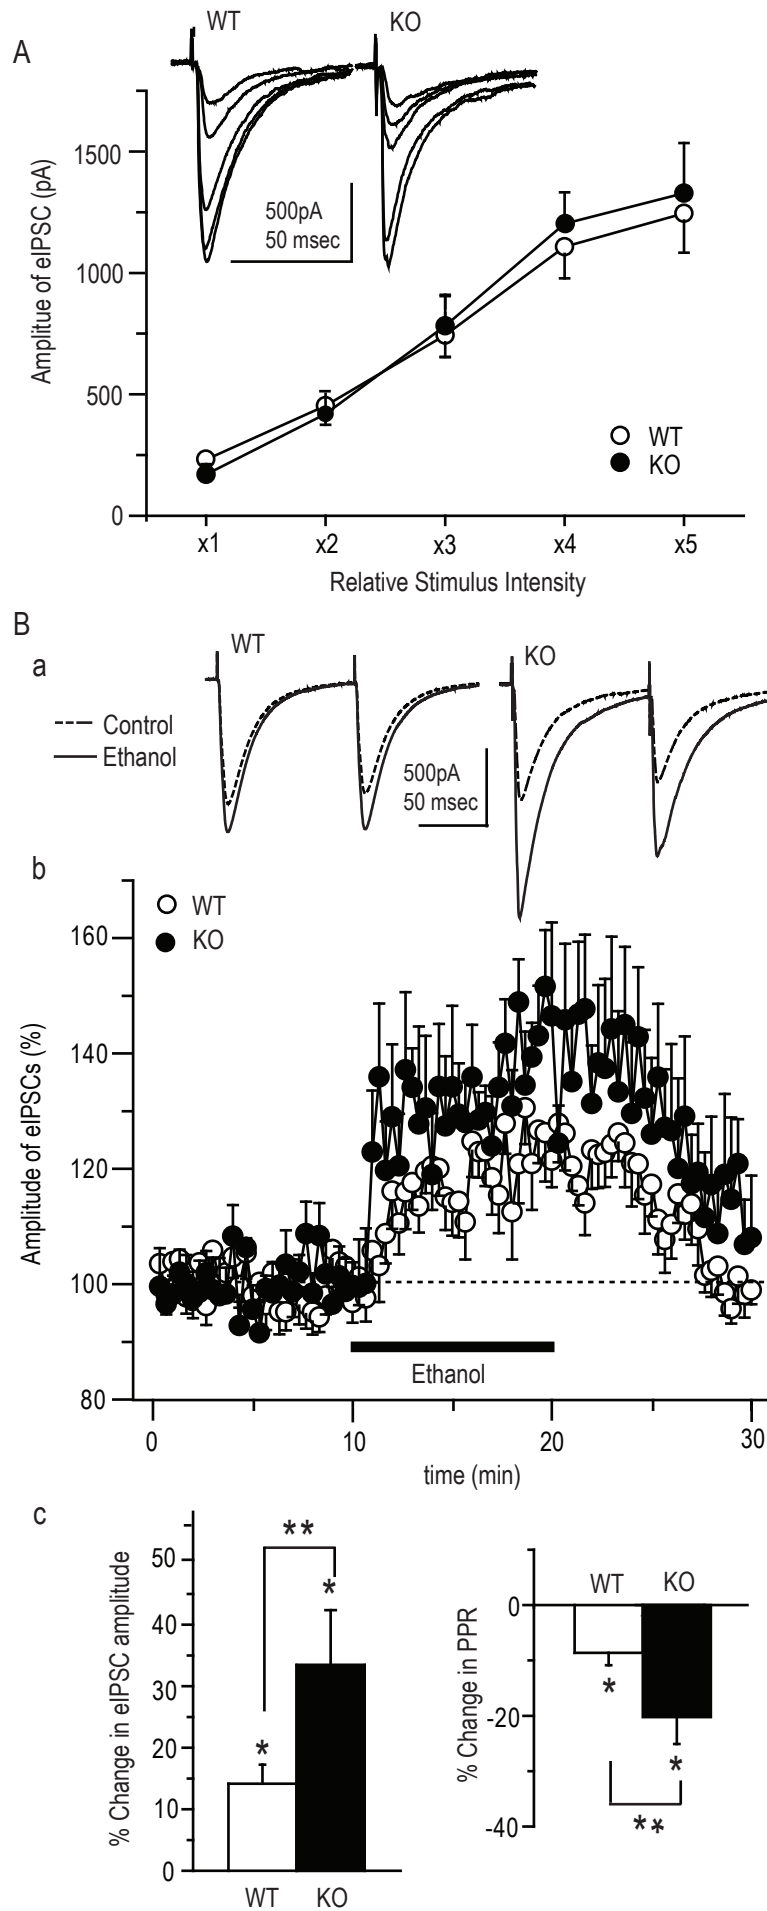 A
WT
KO
500pA
50 msec
Amplitue of eIPSC (pA)
1500
1000
500
0
WT
KO
x1 x2 x3 x4 x5
Relative Stimulus Intensity
B
a
WT
KO
Control
Ethanol
500pA
50 msec
b
WT
KO
Amplitude of eIPSCs (%)
160
140
120
100
80
Ethanol
0 10 20 30
time (min)
c
% Change in eIPSC amplitude
50
40
30
20
10
0
**
*
*
WT KO
% Change in PPR
WT KO
0
-20
-40
*
*
**